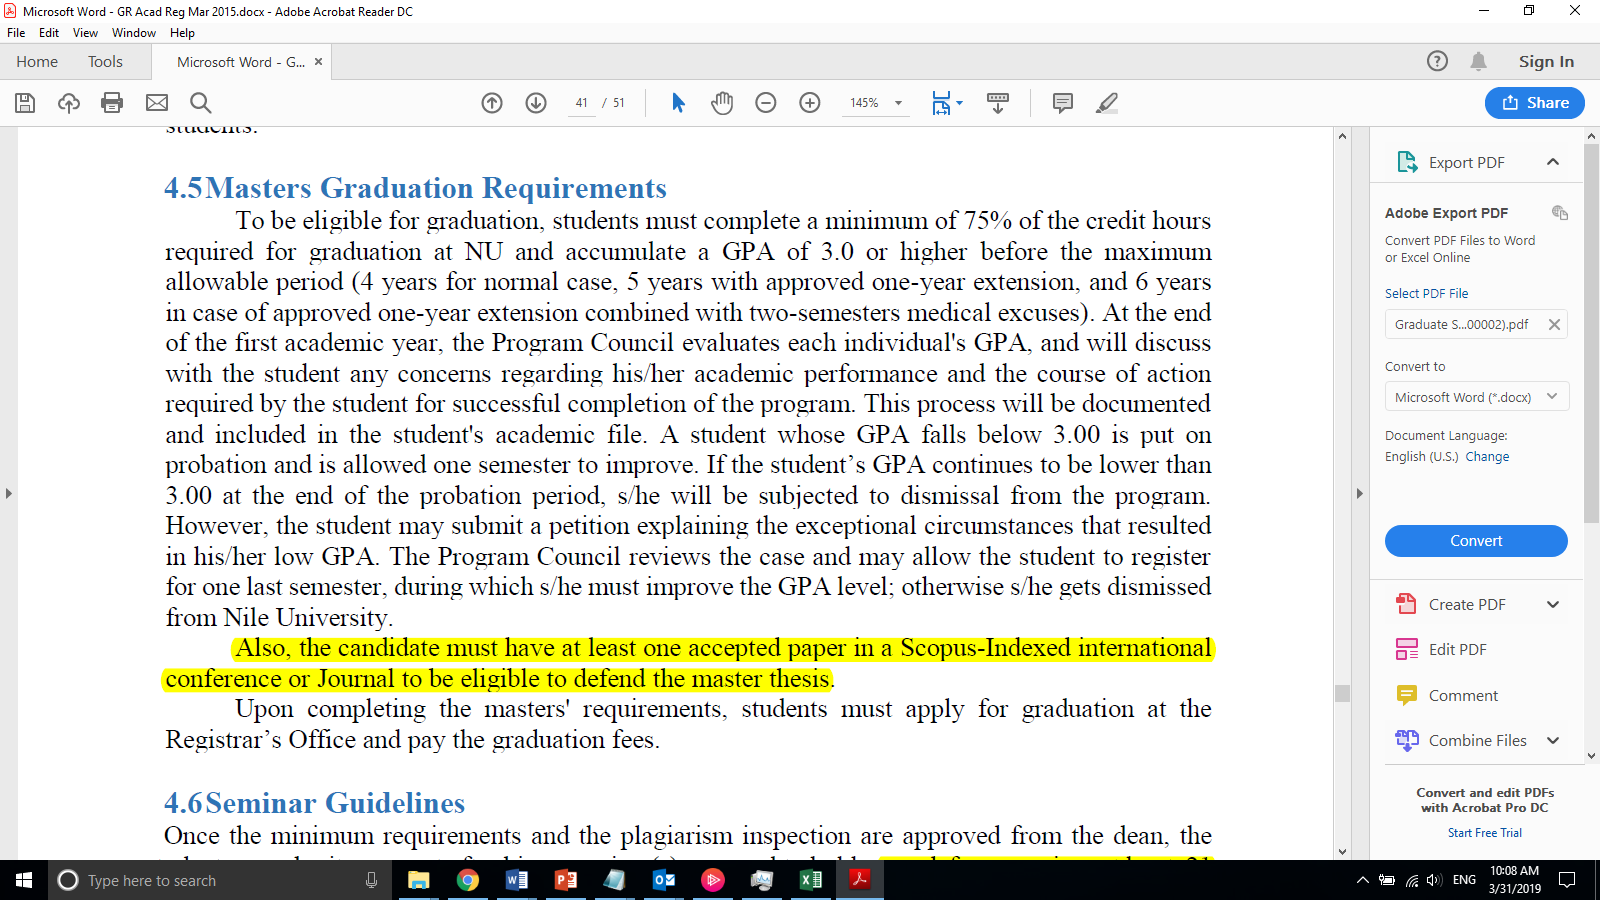 Microsoft Word - GR Acad Reg Mar 2015.docx - Adobe Acrobat Reader DC
File Edit View Window Help
Home Tools Microsoft Word - G... × Sign In
41 / 51 145% Share
students.
4.5 Masters Graduation Requirements
To be eligible for graduation, students must complete a minimum of 75% of the credit hours
required for graduation at NU and accumulate a GPA of 3.0 or higher before the maximum
allowable period (4 years for normal case, 5 years with approved one-year extension, and 6 years
in case of approved one-year extension combined with two-semesters medical excuses). At the end
of the first academic year, the Program Council evaluates each individual's GPA, and will discuss
with the student any concerns regarding his/her academic performance and the course of action
required by the student for successful completion of the program. This process will be documented
and included in the student's academic file. A student whose GPA falls below 3.00 is put on
probation and is allowed one semester to improve. If the student’s GPA continues to be lower than
3.00 at the end of the probation period, s/he will be subjected to dismissal from the program.
However, the student may submit a petition explaining the exceptional circumstances that resulted
in his/her low GPA. The Program Council reviews the case and may allow the student to register
for one last semester, during which s/he must improve the GPA level; otherwise s/he gets dismissed
from Nile University.
Also, the candidate must have at least one accepted paper in a Scopus-Indexed international
conference or Journal to be eligible to defend the master thesis.
Upon completing the masters' requirements, students must apply for graduation at the
Registrar’s Office and pay the graduation fees.
4.6 Seminar Guidelines
Once the minimum requirements and the plagiarism inspection are approved from the dean, the
Export PDF
Adobe Export PDF
Convert PDF Files to Word
or Excel Online
Select PDF File
Graduate S...00002).pdf
Convert to
Microsoft Word (*.docx)
Document Language:
English (U.S.) Change
Convert
Create PDF
Edit PDF
Comment
Combine Files
Convert and edit PDFs
with Acrobat Pro DC
Start Free Trial
Type here to search
ENG
10:08 AM
3/31/2019